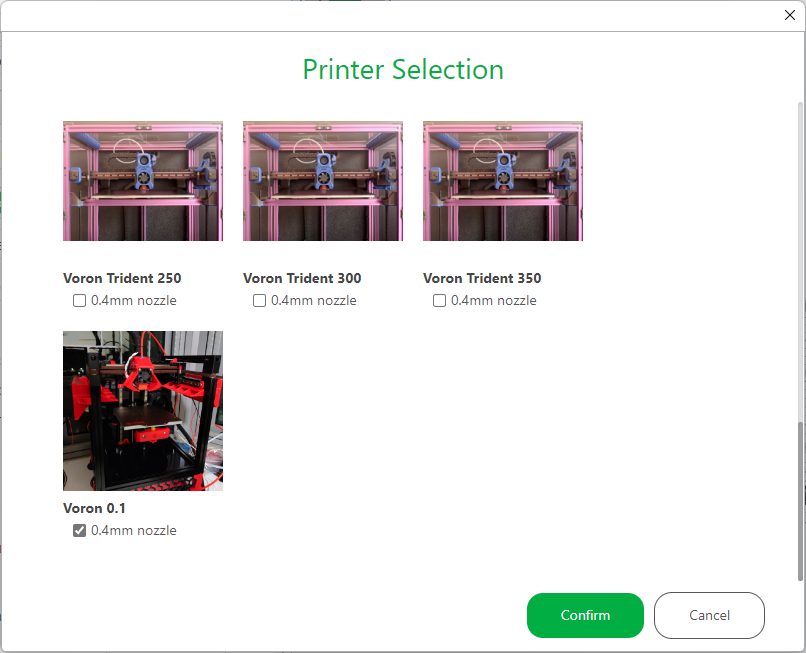 Printer Selection
Voron Trident 250
Voron Trident 300
Voron Trident 350
0.4mm nozzle
0.4mm nozzle
0.4mm nozzle
Voron 0.1
0.4mm nozzle
Confirm
Cancel